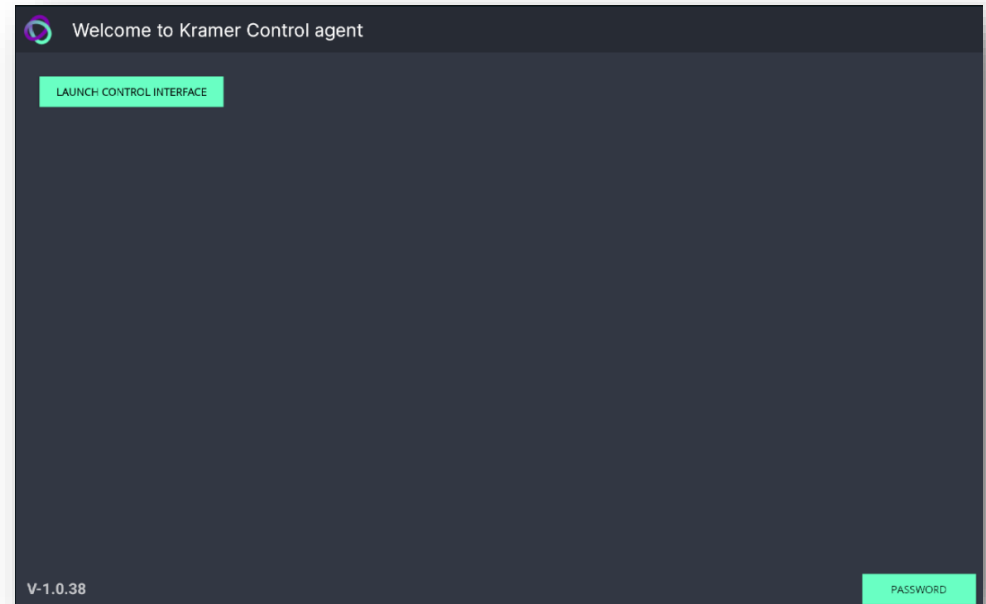 Welcome to Kramer Control agent
LAUNCH CONTROL INTERFACE
V-1.0.38
PASSWORD